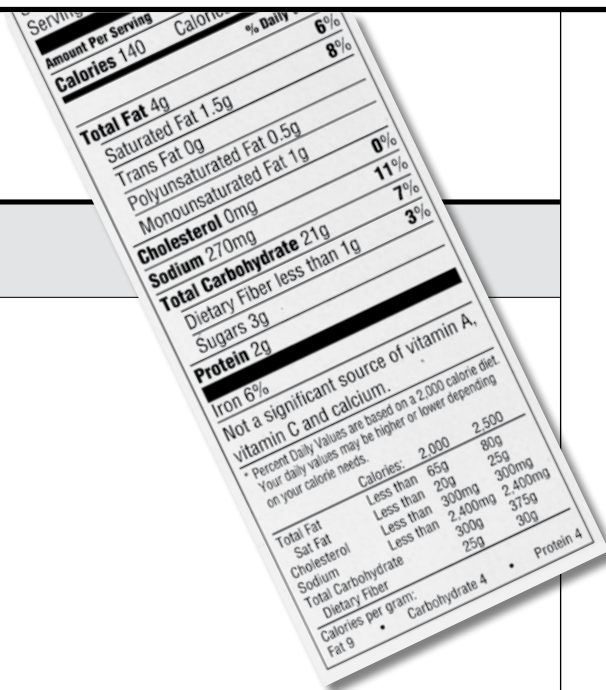 Serving
Amount Per Serving
Calories 140 Calories
% Daily
Total Fat 4g 6%
Saturated Fat 1.5g 8%
Trans Fat 0g
Polyunsaturated Fat 0.5g
Monounsaturated Fat 1g
Cholesterol 0mg 0%
Sodium 270mg 11%
Total Carbohydrate 21g 7%
Dietary Fiber less than 1g 3%
Sugars 3g
Protein 2g
Iron 6%
Not a significant source of vitamin A,
vitamin C and calcium.
* Percent Daily Values are based on a 2,000 calorie diet.
Your daily values may be higher or lower depending
on your calorie needs.
Calories: 2,000 2,500
Total Fat Less than 65g 80g
Sat Fat Less than 20g 25g
Cholesterol Less than 300mg 300mg
Sodium Less than 2,400mg 2,400mg
Total Carbohydrate 300g 375g
Dietary Fiber 25g 30g
Calories per gram:
Fat 9 • Carbohydrate 4 • Protein 4